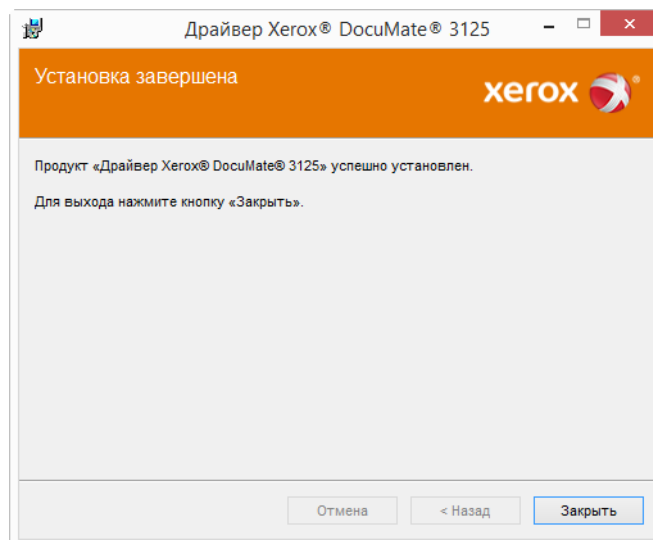 Драйвер Xerox® DocuMate® 3125
Установка завершена
xerox
Продукт «Драйвер Xerox® DocuMate® 3125» успешно установлен.
Для выхода нажмите кнопку «Закрыть».
Отмена
< Назад
Закрыть